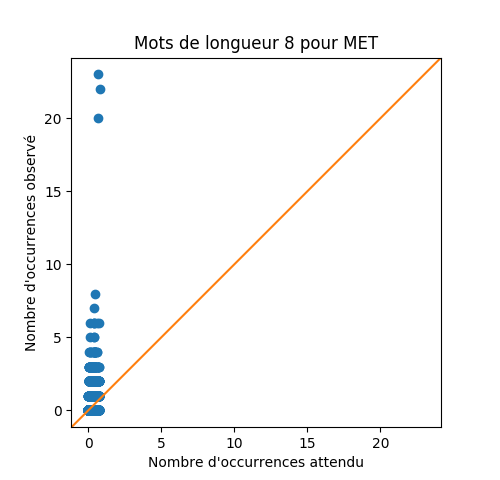 Mots de longueur 8 pour MET
Nombre d'occurrences observé
20
15
10
5
0
0 5 10 15 20
Nombre d'occurrences attendu